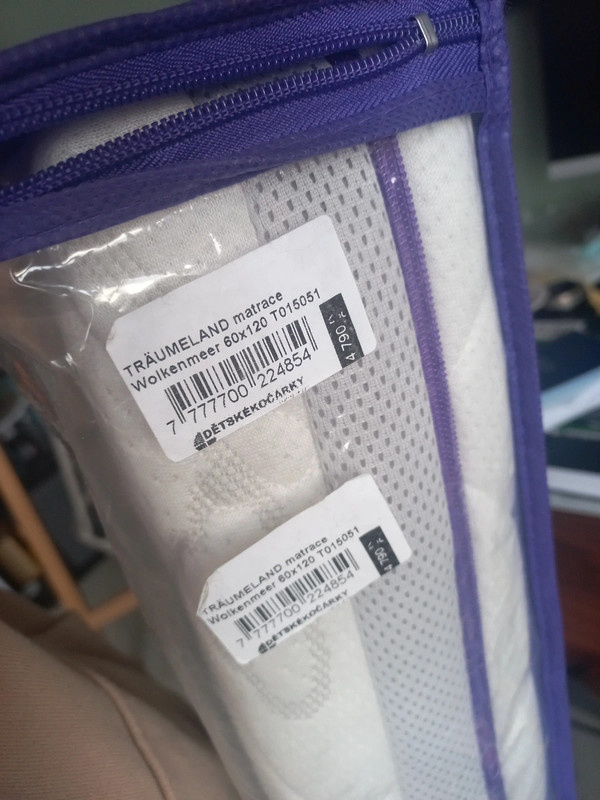 TRÄUMELAND matrace
Wolkenmeer 60x120 T015051
7 777700 224854
4 790
DĚTSKÉKOČÁRKY
TRÄUMELAND matrace
Wolkenmeer 60x120 T015051
7 777700 224854
4 790
DĚTSKÉKOČÁRKY